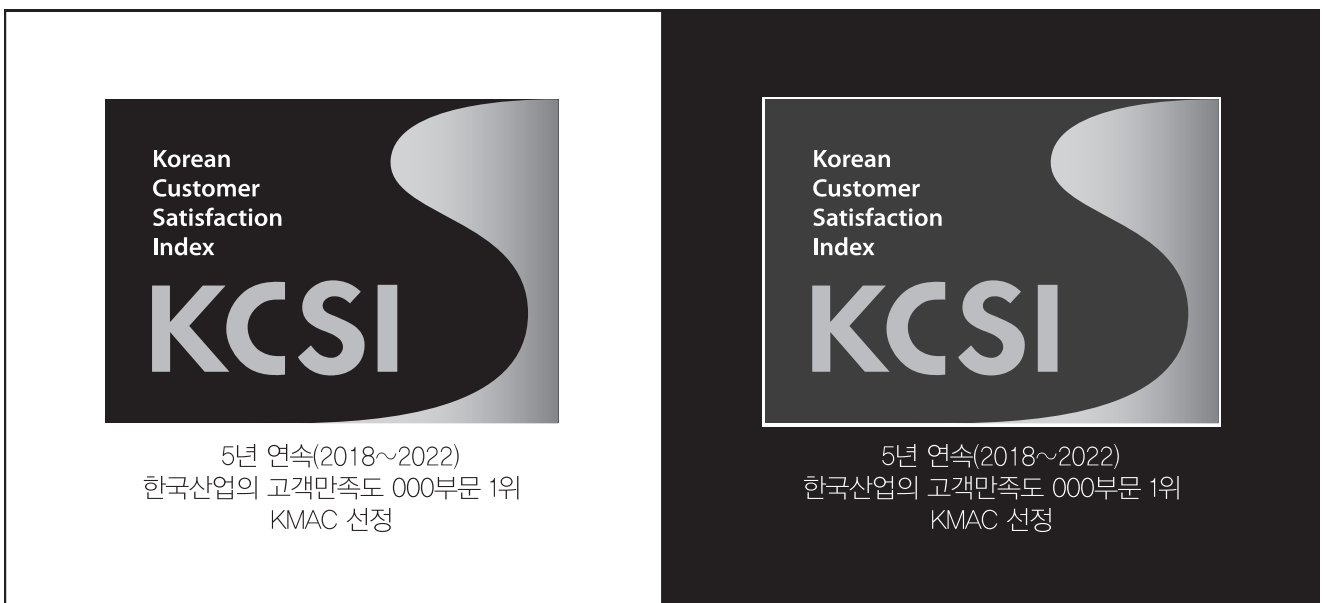 Korean
Customer
Satisfaction
Index
KCSI
5년 연속(2018~2022)
한국산업의 고객만족도 000부문 1위
KMAC 선정
Korean
Customer
Satisfaction
Index
KCSI
5년 연속(2018~2022)
한국산업의 고객만족도 000부문 1위
KMAC 선정